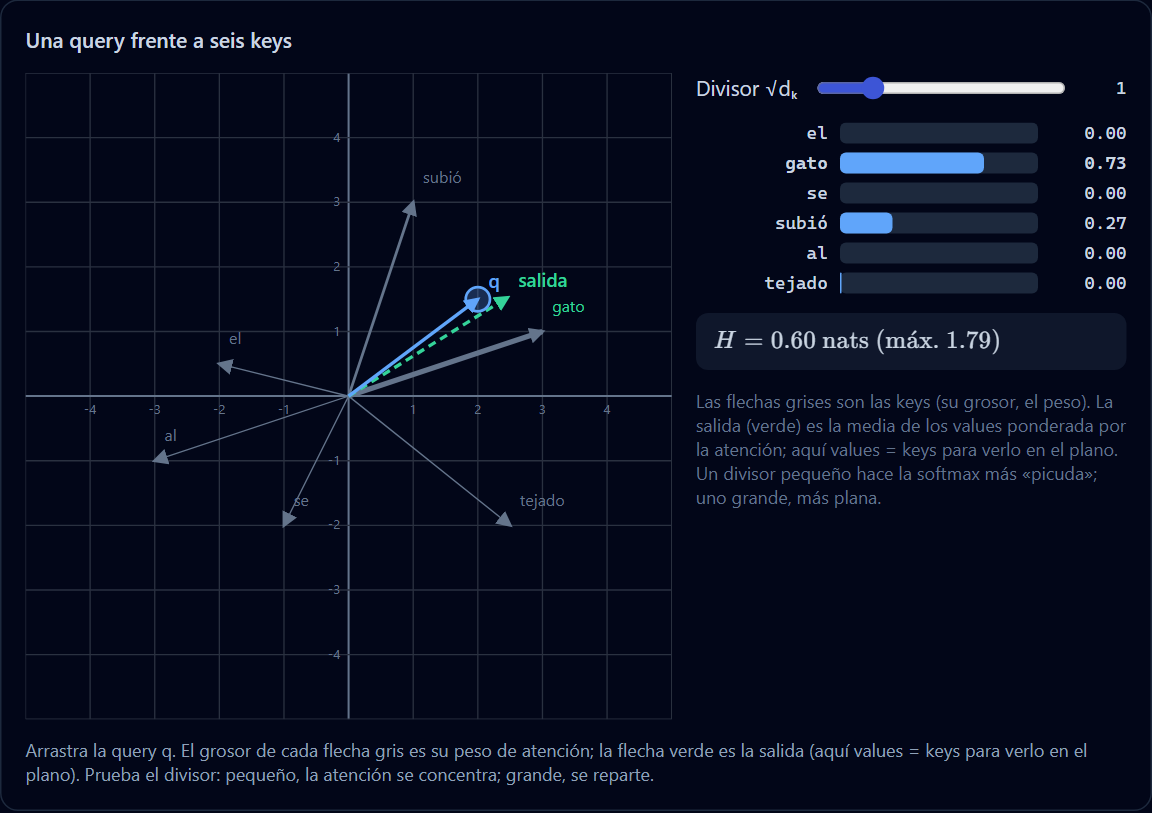 Una query frente a seis keys
Divisor √dₖ 1
el 0.00
gato 0.73
se 0.00
subió 0.27
al 0.00
tejado 0.00
H = 0.60 nats (máx. 1.79)
Las flechas grises son las keys (su grosor, el peso). La
salida (verde) es la media de los values ponderada por
la atención; aquí values = keys para verlo en el plano.
Un divisor pequeño hace la softmax más «picuda»;
uno grande, más plana.
4
subió
3
2
q salida
gato
1
el
-4 -3 -2 -1 1 2 3 4
al
-1
se
tejado
-2
-3
-4
Arrastra la query q. El grosor de cada flecha gris es su peso de atención; la flecha verde es la salida (aquí values = keys para verlo en el
plano). Prueba el divisor: pequeño, la atención se concentra; grande, se reparte.